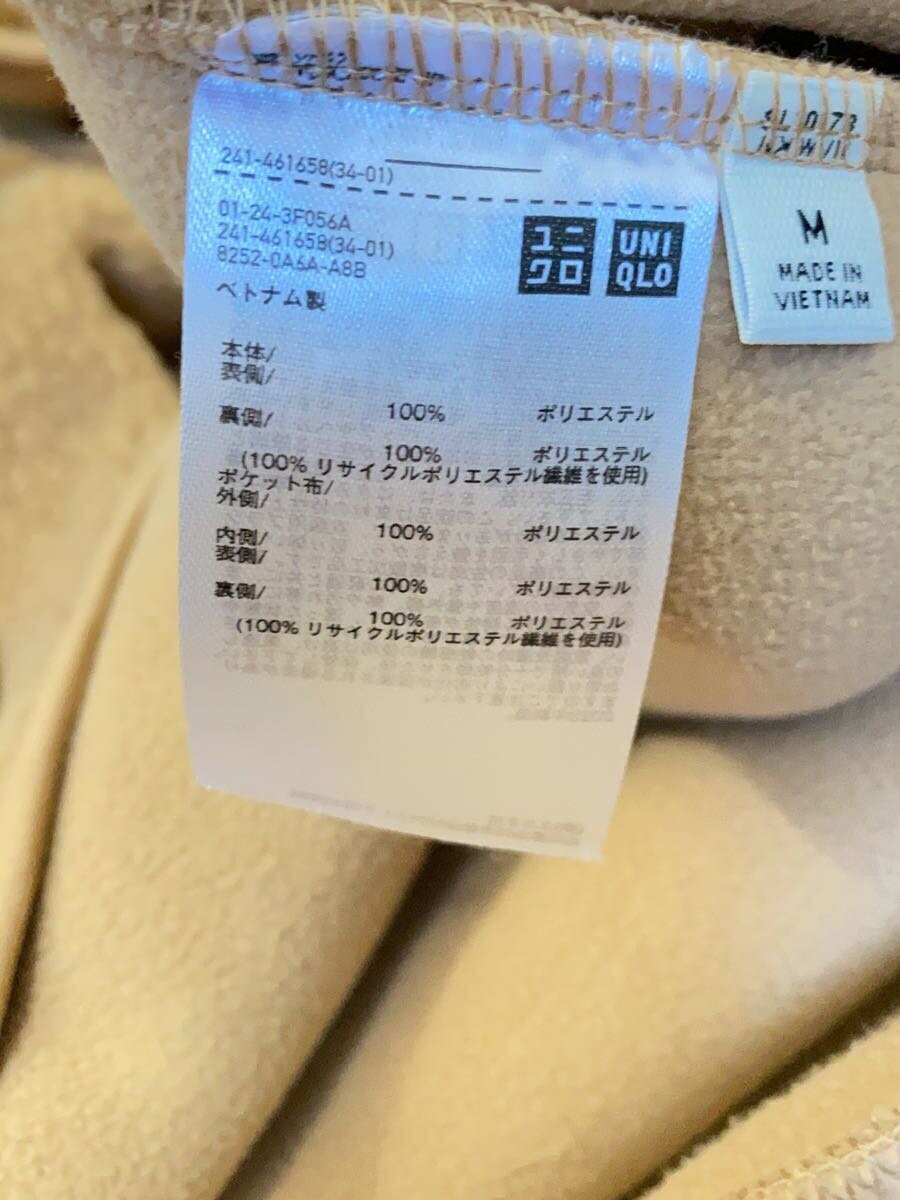 241-461658(34-01)
01-24-3F056A
241-461658(34-01)
8252-0A6A-A8B
ユニ
クロ
UNI
QLO
ベトナム製
本体/
表側/
100% ポリエステル
裏側/
100% ポリエステル
(100% リサイクルポリエステル繊維を使用)
ポケット布/
外側/
100% ポリエステル
内側/
表側/
100% ポリエステル
裏側/
100% ポリエステル
(100% リサイクルポリエステル繊維を使用)
M
MADE IN
VIETNAM